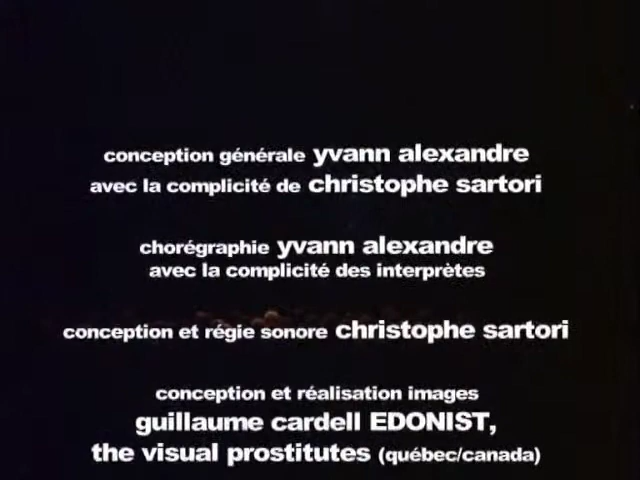 conception générale yvann alexandre
avec la complicité de christophe sartori
chorégraphie yvann alexandre
avec la complicité des interprètes
conception et régie sonore christophe sartori
conception et réalisation images
guillaume cardell EDONIST,
the visual prostitutes (québec/canada)